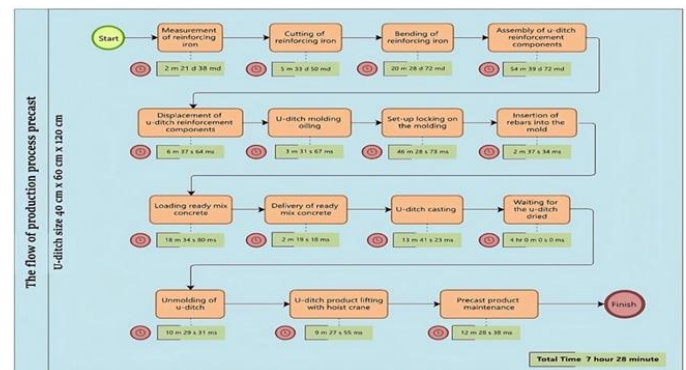 The flow of production process precast
U-ditch size 40 cm x 60 cm x 120 cm
Start
Measurement
of reinforcing
iron
2 m 21 d 38 md
Cutting of
reinforcing iron
5 m 33 d 50 md
Bending of
reinforcing iron
20 m 28 d 72 md
Assembly of u-ditch
reinforcement
components
54 m 39 d 72 md
Displacement of
u-ditch reinforcement
components
6 m 37 s 64 ms
U-ditch molding
oiling
3 m 31 s 67 ms
Set-up locking on
the molding
46 m 28 s 73 ms
Insertion of
rebars into the
mold
2 m 37 s 34 ms
Loading ready mix
concrete
18 m 34 s 80 ms
Delivery of ready
mix concrete
2 m 19 s 18 ms
U-ditch casting
13 m 41 s 23 ms
Waiting for
the u-ditch
dried
4 hr 0 m 0 s 0 ms
Unmolding of
u-ditch
10 m 29 s 31 ms
U-ditch product lifting
with hoist crane
9 m 27 s 55 ms
Precast product
maintenance
12 m 28 s 38 ms
Finish
Total Time 7 hour 28 minute